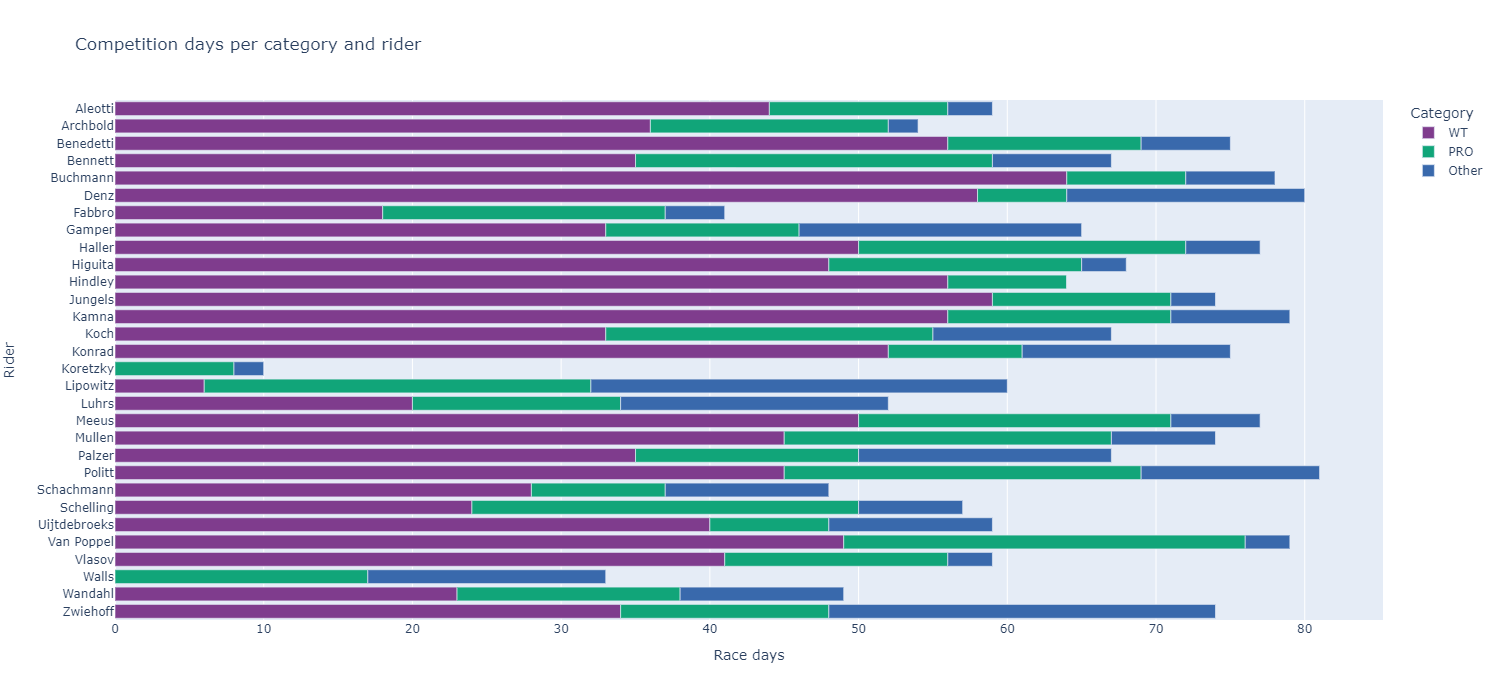 Competition days per category and rider
Category
WT
PRO
Other
Rider
Aleotti
Archbold
Benedetti
Bennett
Buchmann
Denz
Fabbro
Gamper
Haller
Higuita
Hindley
Jungels
Kamna
Koch
Konrad
Koretzky
Lipowitz
Luhrs
Meeus
Mullen
Palzer
Politt
Schachmann
Schelling
Uijtdebroeks
Van Poppel
Vlasov
Walls
Wandahl
Zwiehoff
0 10 20 30 40 50 60 70 80
Race days